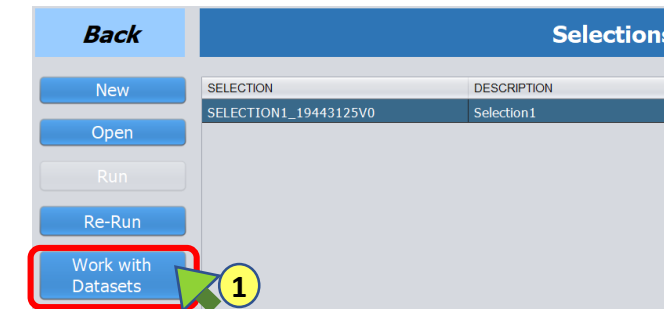 Back
Selections
New
SELECTION DESCRIPTION
SELECTION1_19443125V0 Selection1
Open
Run
Re-Run
Work with
Datasets
1